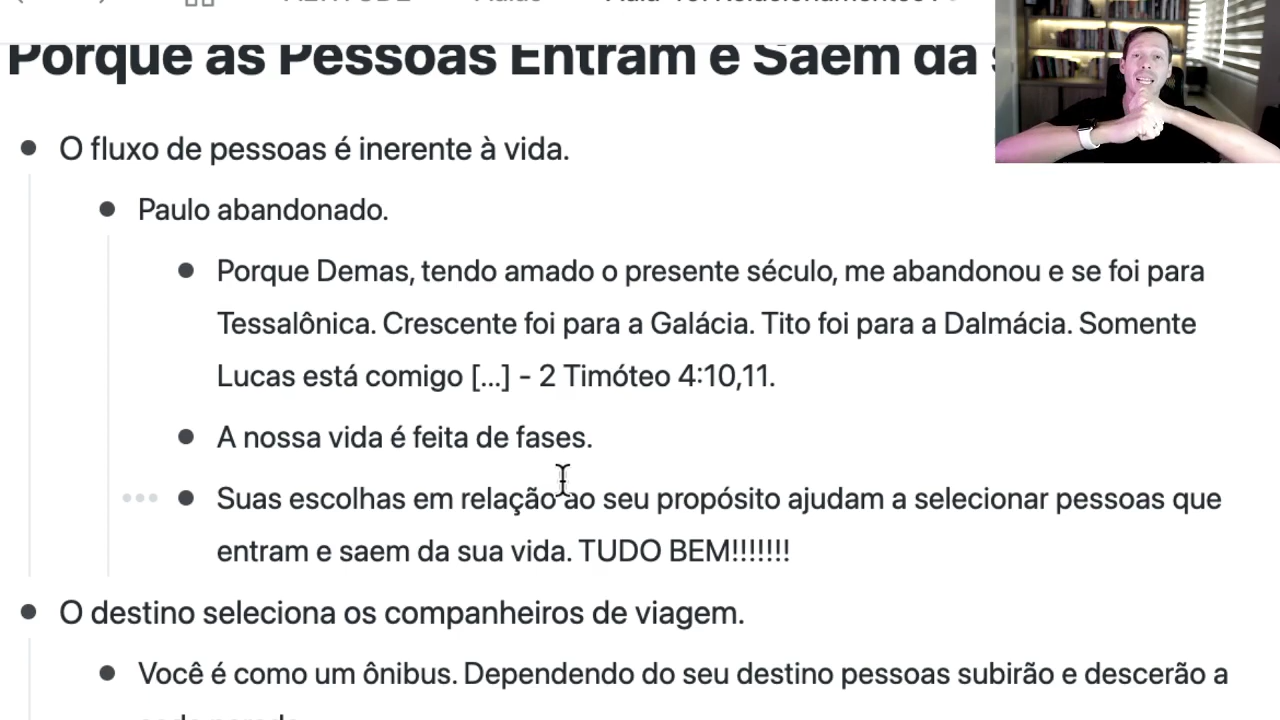 Porque as Pessoas Entram e Saem da
O fluxo de pessoas é inerente à vida.
Paulo abandonado.
Porque Demas, tendo amado o presente século, me abandonou e se foi para
Tessalônica. Crescente foi para a Galácia. Tito foi para a Dalmácia. Somente
Lucas está comigo [...] - 2 Timóteo 4:10,11.
A nossa vida é feita de fases.
Suas escolhas em relação ao seu propósito ajudam a selecionar pessoas que
entram e saem da sua vida. TUDO BEM!!!!!!!
O destino seleciona os companheiros de viagem.
Você é como um ônibus. Dependendo do seu destino pessoas subirão e descerão a